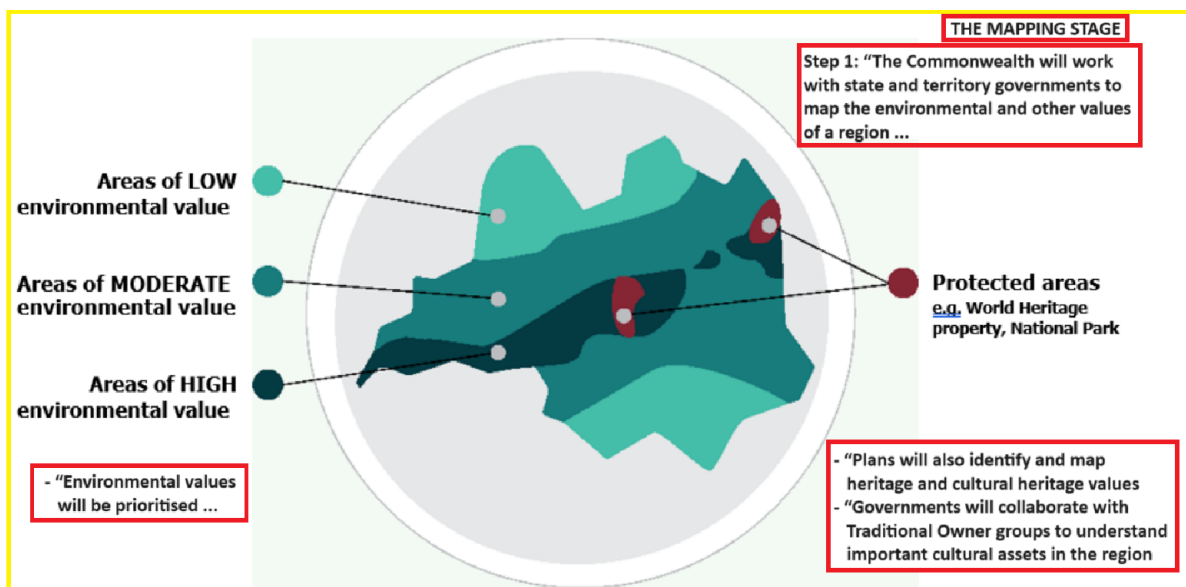 THE MAPPING STAGE
Step 1: “The Commonwealth will work
with state and territory governments to
map the environmental and other values
of a region ...
Areas of LOW
environmental value
Areas of MODERATE
environmental value
Areas of HIGH
environmental value
Protected areas
e.g. World Heritage
property, National Park
- “Environmental values
will be prioritised ...
- “Plans will also identify and map
heritage and cultural heritage values
- “Governments will collaborate with
Traditional Owner groups to understand
important cultural assets in the region